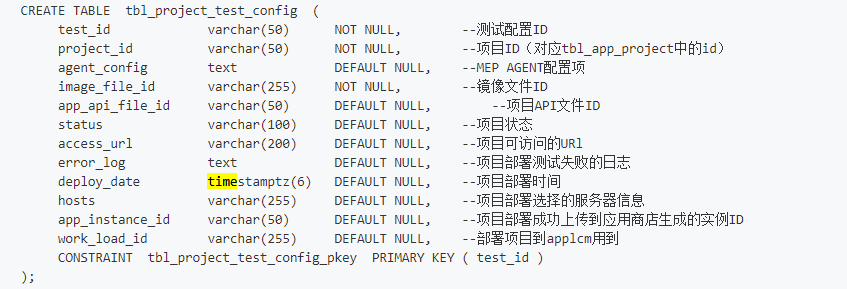 CREATE TABLE tbl_project_test_config (
test_id varchar(50) NOT NULL, --测试配置ID
project_id varchar(50) NOT NULL, --项目ID（对应tbl_app_project中的id）
agent_config text DEFAULT NULL, --MEP AGENT配置项
image_file_id varchar(255) NOT NULL, --镜像文件ID
app_api_file_id varchar(50) DEFAULT NULL, --项目API文件ID
status varchar(100) DEFAULT NULL, --项目状态
access_url varchar(200) DEFAULT NULL, --项目可访问的URl
error_log text DEFAULT NULL, --项目部署测试失败的日志
deploy_date timestamptz(6) DEFAULT NULL, --项目部署时间
hosts varchar(255) DEFAULT NULL, --项目部署选择的服务器信息
app_instance_id varchar(50) DEFAULT NULL, --项目部署成功上传到应用商店生成的实例ID
work_load_id varchar(255) DEFAULT NULL, --部署项目到applcm用到
CONSTRAINT tbl_project_test_config_pkey PRIMARY KEY ( test_id )
);